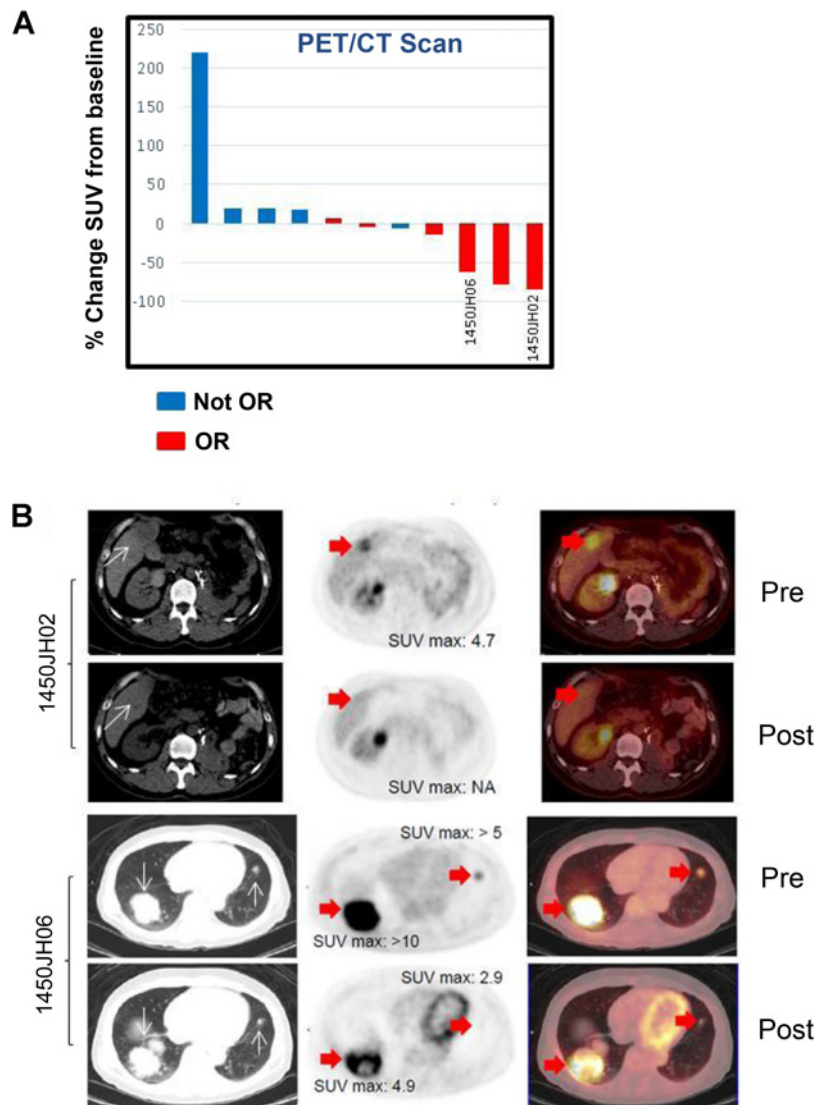 A
PET/CT Scan
% Change SUV from baseline
250
200
150
100
50
0
-50
-100
1450JH06
1450JH02
Not OR
OR
B
1450JH02
SUV max: 4.7
Pre
SUV max: NA
Post
1450JH06
SUV max: > 5
SUV max: >10
Pre
SUV max: 2.9
SUV max: 4.9
Post